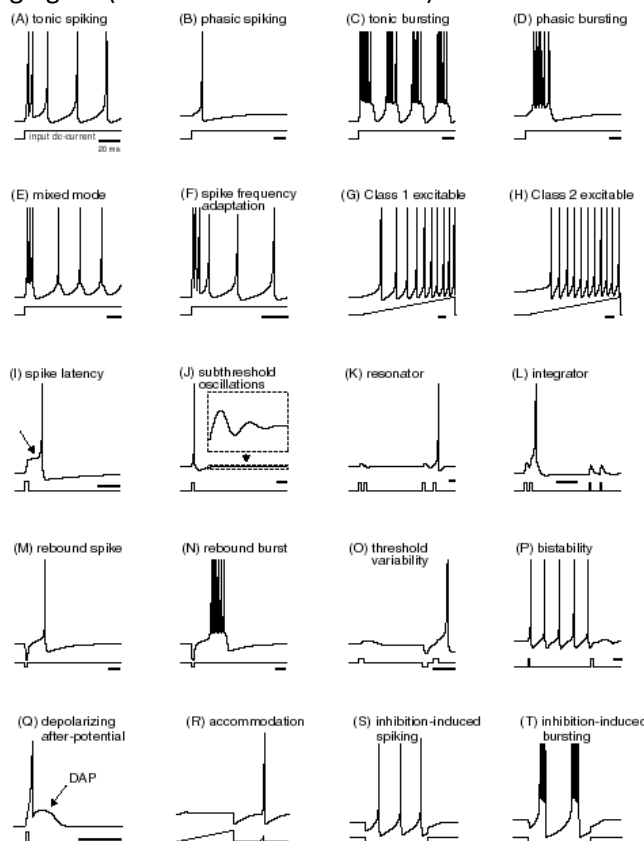 (A) tonic spiking
(B) phasic spiking
(C) tonic bursting
(D) phasic bursting
input dc-current
20 ms
(E) mixed mode
(F) spike frequency
adaptation
(G) Class 1 excitable
(H) Class 2 excitable
(I) spike latency
(J) subthreshold
oscillations
(K) resonator
(L) integrator
(M) rebound spike
(N) rebound burst
(O) threshold
variability
(P) bistability
(Q) depolarizing
after-potential
DAP
(R) accommodation
(S) inhibition-induced
spiking
(T) inhibition-induced
bursting